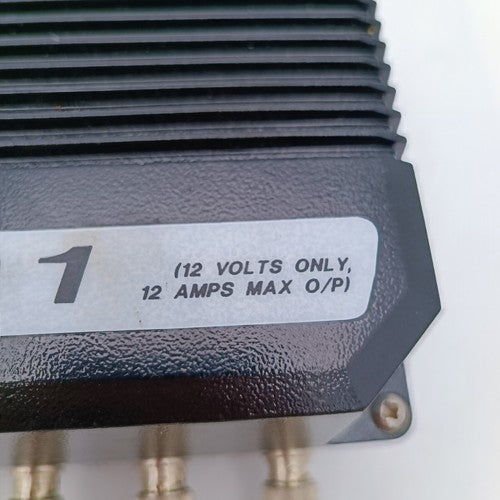 1 (12 VOLTS ONLY,
12 AMPS MAX O/P)